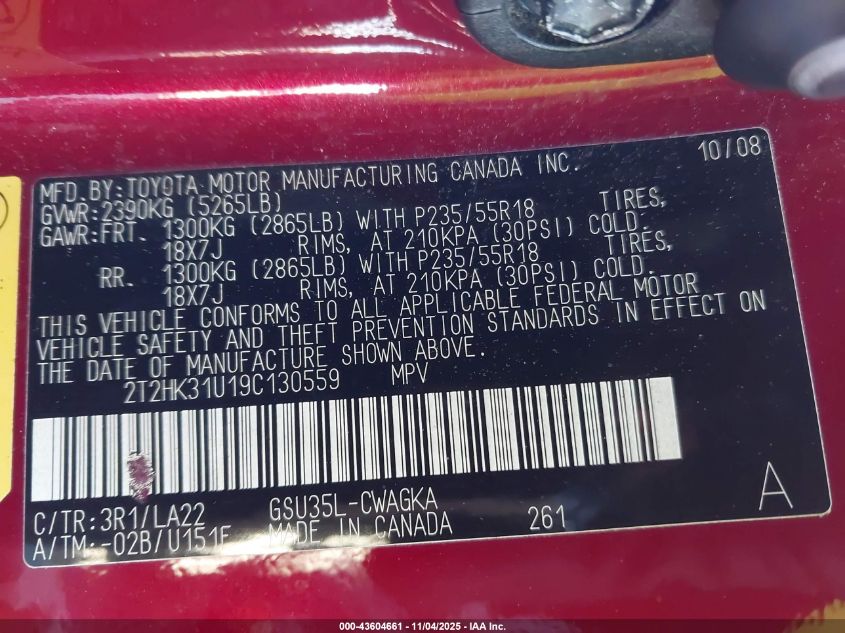 10/08
MFD. BY: TOYOTA MOTOR MANUFACTURING CANADA INC.
GVWR: 2390KG (5265LB)
GAWR: FRT. 1300KG (2865LB) WITH P235/55R18 TIRES,
18X7J RIMS, AT 210KPA (30PSI) COLD.
RR. 1300KG (2865LB) WITH P235/55R18 TIRES,
18X7J RIMS, AT 210KPA (30PSI) COLD.
THIS VEHICLE CONFORMS TO ALL APPLICABLE FEDERAL MOTOR
VEHICLE SAFETY AND THEFT PREVENTION STANDARDS IN EFFECT ON
THE DATE OF MANUFACTURE SHOWN ABOVE.
2T2HK31U19C130559 MPV
C/TR: 3R1/LA22 GSU35L-CWAGKA
A/TM: -02B/U151F MADE IN CANADA 261
A
000-43604661 - 11/04/2025 - IAA Inc.